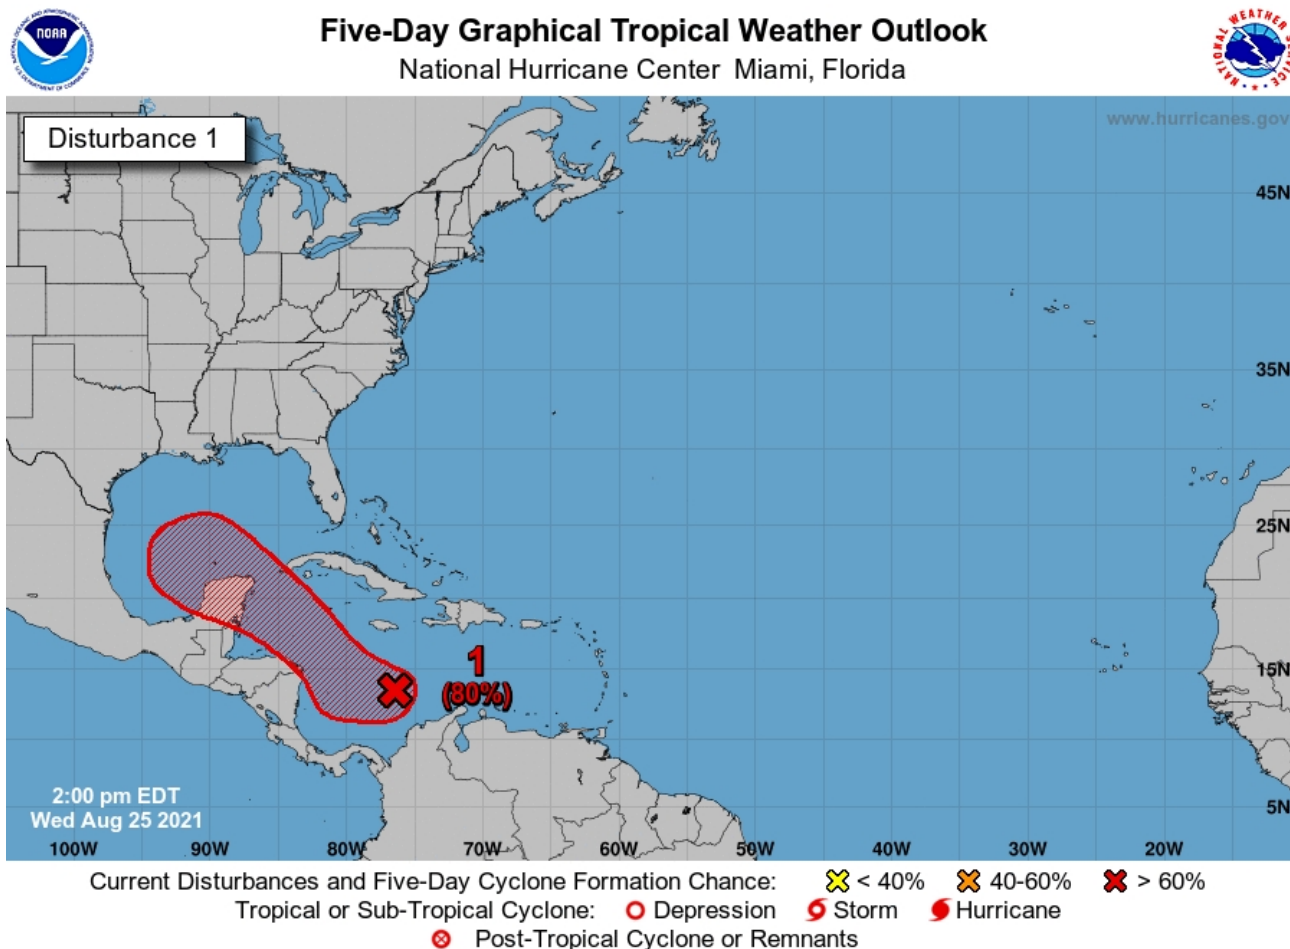 Five-Day Graphical Tropical Weather Outlook
National Hurricane Center Miami, Florida
NOAA
Disturbance 1
www.hurricanes.gov
45N
35N
25N
15N
5N
1
(80%)
2:00 pm EDT
Wed Aug 25 2021
100W 90W 80W 70W 60W 50W 40W 30W 20W
Current Disturbances and Five-Day Cyclone Formation Chance: < 40% 40-60% > 60%
Tropical or Sub-Tropical Cyclone: Depression Storm Hurricane
Post-Tropical Cyclone or Remnants